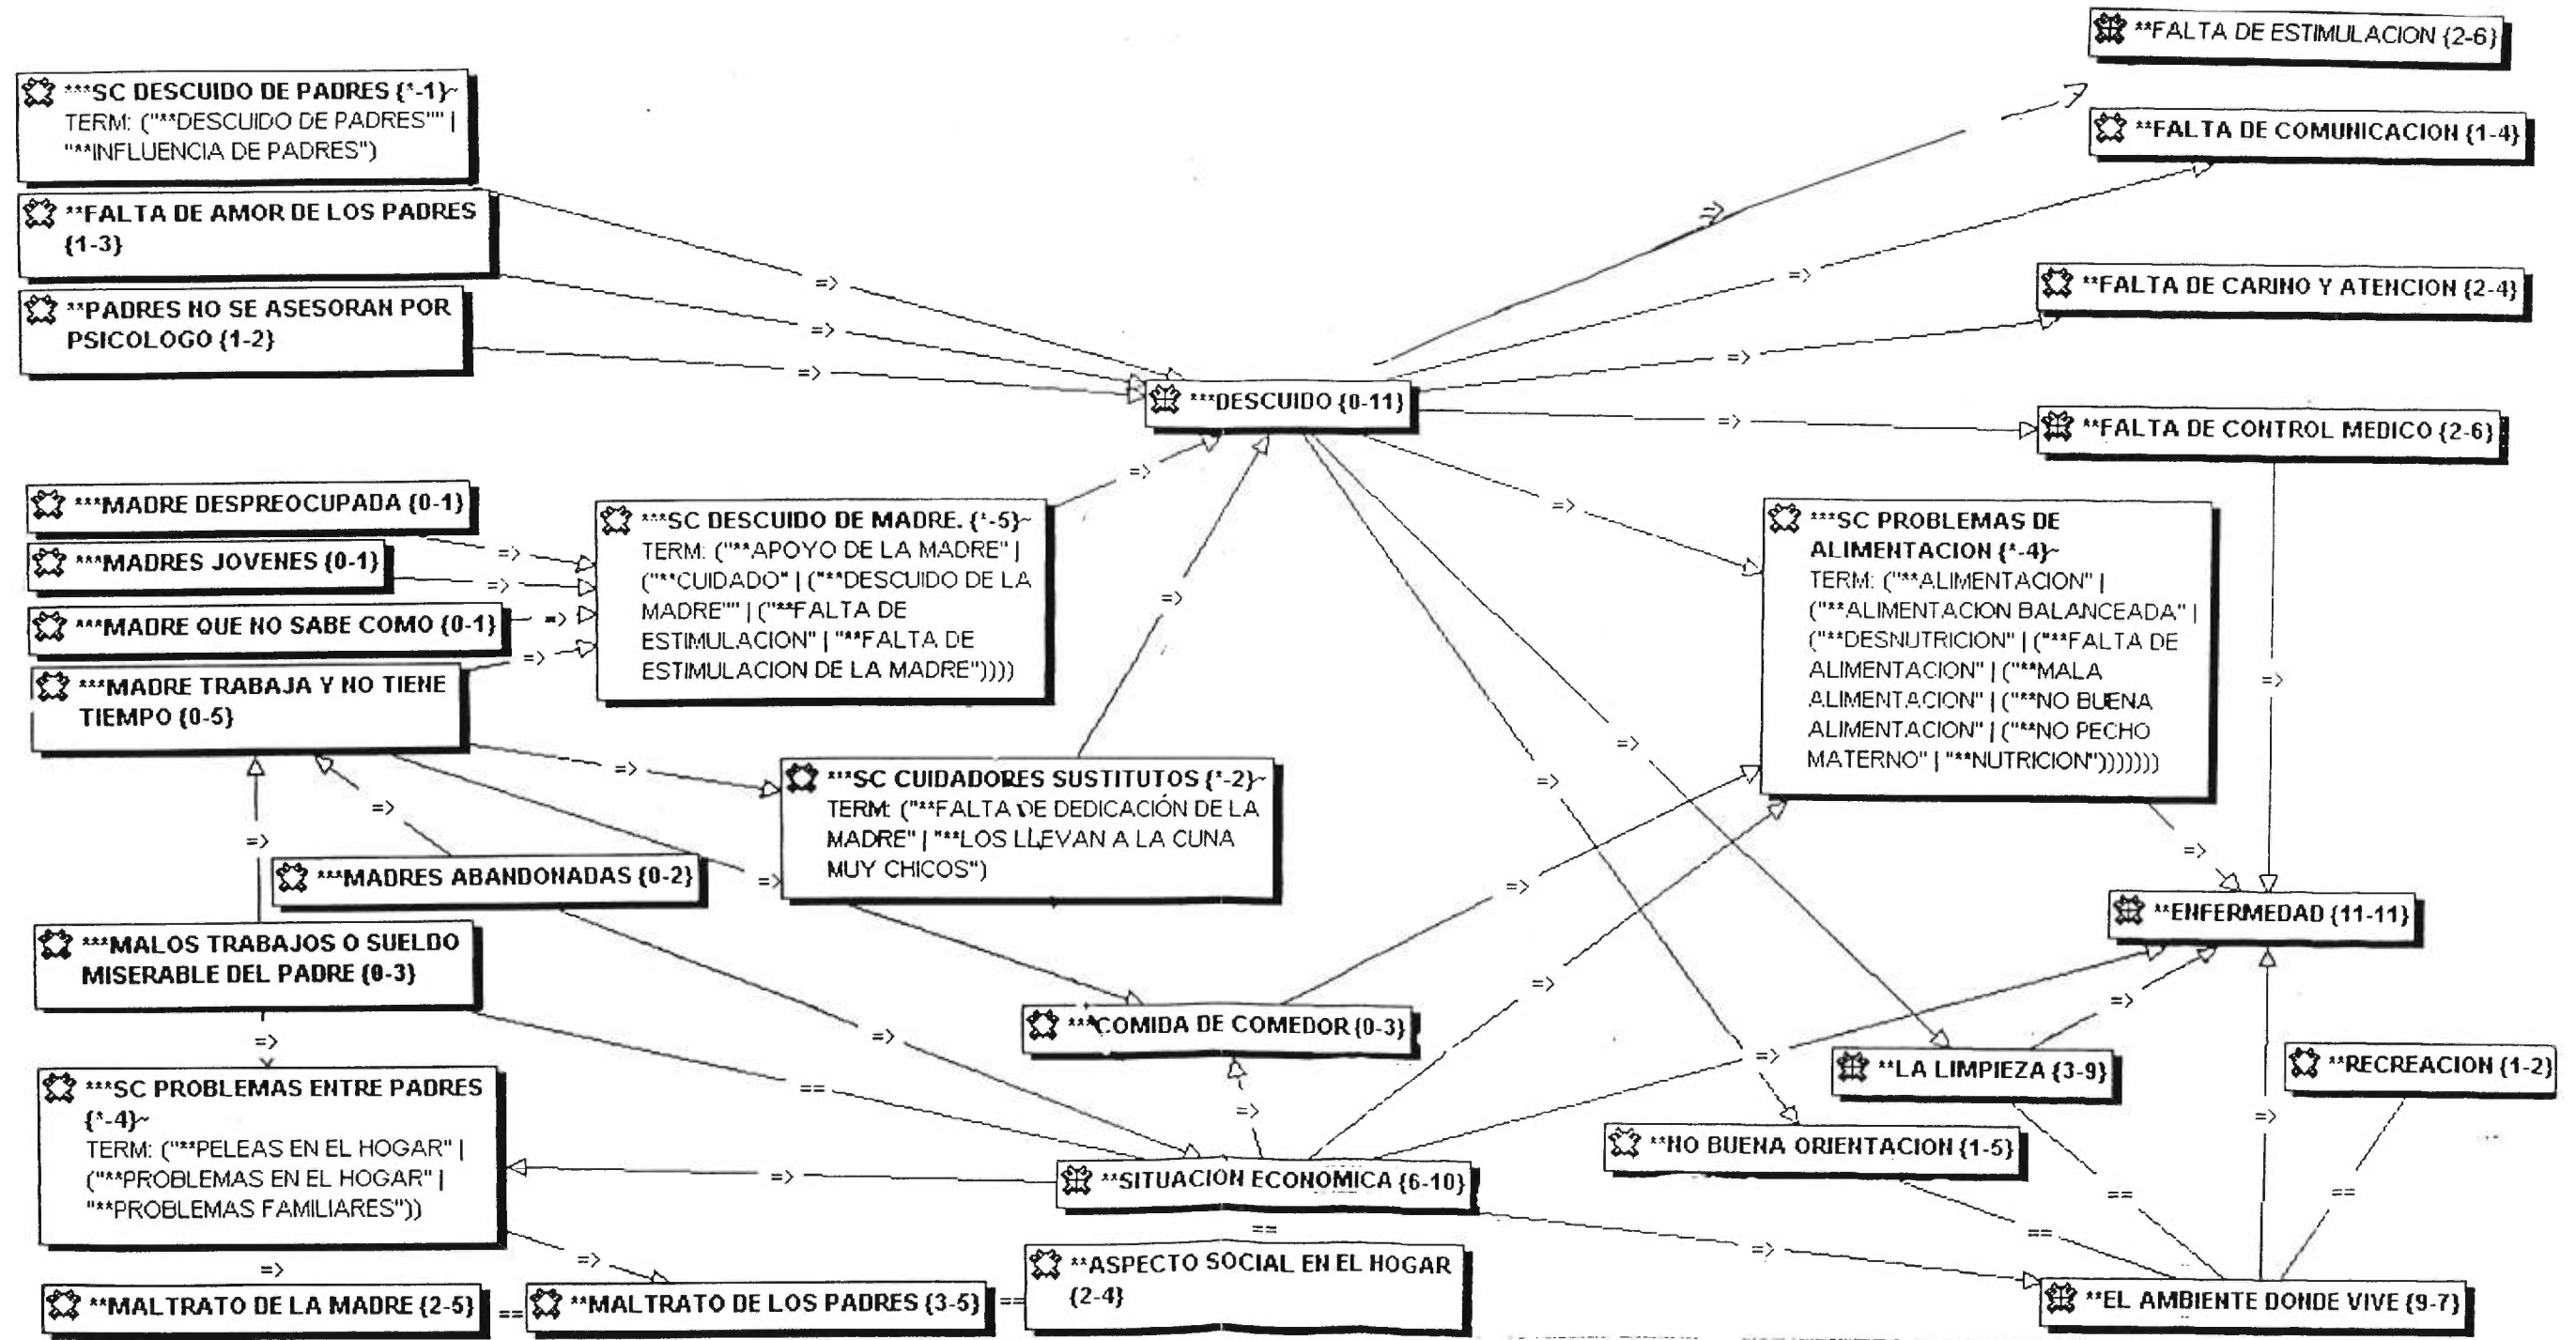 **FALTA DE ESTIMULACION {2-6}
***SC DESCUIDO DE PADRES {*-1}~
TERM: ("**DESCUIDO DE PADRES"" |
"**INFLUENCIA DE PADRES")
**FALTA DE COMUNICACION {1-4}
**FALTA DE AMOR DE LOS PADRES
{1-3}
=>
=>
=>
**FALTA DE CARINO Y ATENCION {2-4}
**PADRES NO SE ASESORAN POR
PSICOLOGO {1-2}
=>
=>
=>
***DESCUIDO {0-11}
=>
**FALTA DE CONTROL MEDICO {2-6}
***MADRE DESPREOCUPADA {0-1}
=>
***MADRES JOVENES {0-1}
=>
***MADRE QUE NO SABE COMO {0-1}
=>
=>
***MADRE TRABAJA Y NO TIENE
TIEMPO {0-5}
=>
***SC DESCUIDO DE MADRE. {*-5}~
TERM: ("**APOYO DE LA MADRE" |
("**CUIDADO" | ("**DESCUIDO DE LA
MADRE"" | ("**FALTA DE
ESTIMULACION" | "**FALTA DE
ESTIMULACION DE LA MADRE"))))
=>
=>
***SC PROBLEMAS DE
ALIMENTACION {*-4}~
TERM: ("**ALIMENTACION" |
("**ALIMENTACION BALANCEADA" |
("**DESNUTRICION" | ("**FALTA DE
ALIMENTACION" | ("**MALA
ALIMENTACION" | ("**NO BUENA
ALIMENTACION" | ("**NO PECHO
MATERNO" | "**NUTRICION")))))))
=>
=>
=>
=>
***SC CUIDADORES SUSTITUTOS {*-2}~
TERM: ("**FALTA DE DEDICACIÓN DE LA
MADRE" | "**LOS LLEVAN A LA CUNA
MUY CHICOS")
=>
=>
=>
=>
***MADRES ABANDONADAS {0-2}
=>
=>
**ENFERMEDAD {11-11}
***MALOS TRABAJOS O SUELDO
MISERABLE DEL PADRE {0-3}
=>
=>
=>
***COMIDA DE COMEDOR {0-3}
=>
=>
**LA LIMPIEZA {3-9}
**RECREACION {1-2}
***SC PROBLEMAS ENTRE PADRES
{*-4}~
TERM: ("**PELEAS EN EL HOGAR" |
("**PROBLEMAS EN EL HOGAR" |
"**PROBLEMAS FAMILIARES"))
==
=>
=>
**NO BUENA ORIENTACION {1-5}
=>
**SITUACION ECONOMICA {6-10}
==
==
==
==
=>
=>
=>
**ASPECTO SOCIAL EN EL HOGAR
{2-4}
**MALTRATO DE LA MADRE {2-5}
==
**MALTRATO DE LOS PADRES {3-5}
==
**EL AMBIENTE DONDE VIVE {9-7}